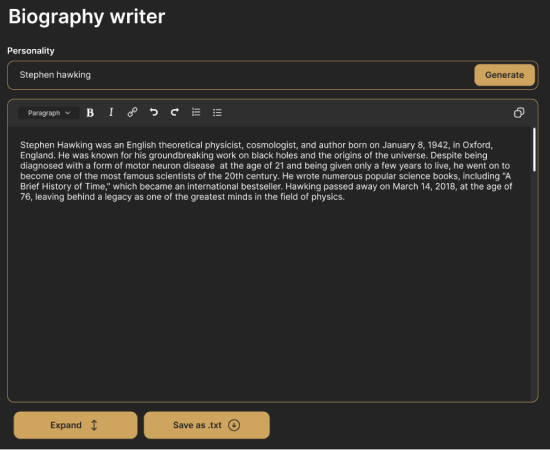 Biography writer
Personality
Stephen hawking
Generate
Paragraph
B I
Stephen Hawking was an English theoretical physicist, cosmologist, and author born on January 8, 1942, in Oxford,
England. He was known for his groundbreaking work on black holes and the origins of the universe. Despite being
diagnosed with a form of motor neuron disease  at the age of 21 and being given only a few years to live, he went on to
become one of the most famous scientists of the 20th century. He wrote numerous popular science books, including "A
Brief History of Time," which became an international bestseller. Hawking passed away on March 14, 2018, at the age of
76, leaving behind a legacy as one of the greatest minds in the field of physics.
Expand
Save as .txt